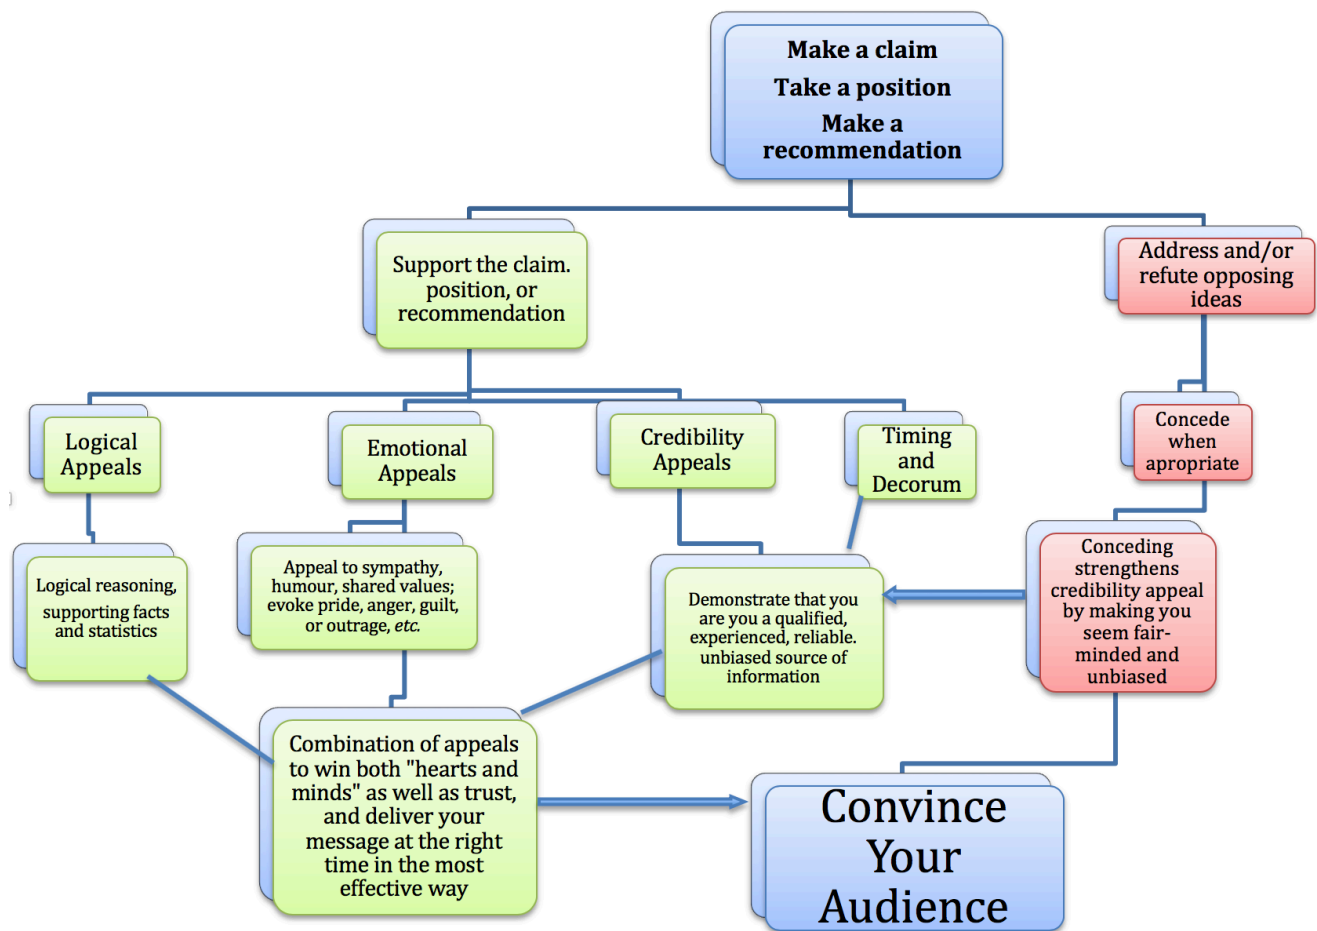 Make a claim
Take a position
Make a
recommendation
Support the claim.
position, or
recommendation
Address and/or
refute opposing
ideas
Logical
Appeals
Emotional
Appeals
Credibility
Appeals
Timing
and
Decorum
Concede
when
apropriate
Logical reasoning,
supporting facts
and statistics
Appeal to sympathy,
humour, shared values;
evoke pride, anger, guilt,
or outrage, etc.
Demonstrate that you
are you a qualified,
experienced, reliable.
unbiased source of
information
Conceding
strengthens
credibility appeal
by making you
seem fair-
minded and
unbiased
Combination of appeals
to win both "hearts and
minds" as well as trust,
and deliver your
message at the right
time in the most
effective way
Convince
Your
Audience